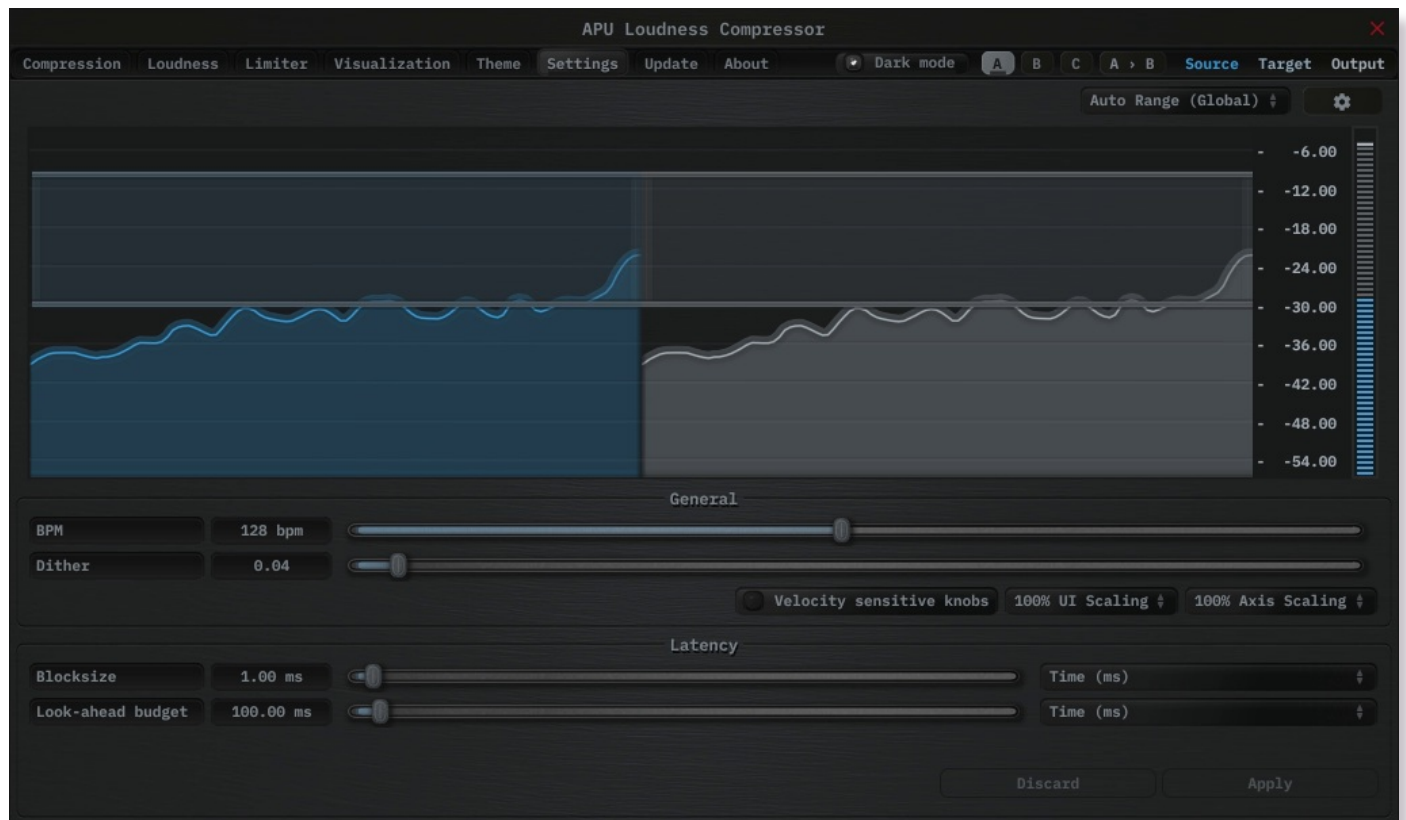 APU Loudness Compressor
Compression Loudness Limiter Visualization Theme Settings Update About Dark mode A B C A › B Source Target Output
Auto Range (Global)
- -6.00
- -12.00
- -18.00
- -24.00
- -30.00
- -36.00
- -42.00
- -48.00
- -54.00
General
BPM 128 bpm
Dither 0.04
Velocity sensitive knobs 100% UI Scaling 100% Axis Scaling
Latency
Blocksize 1.00 ms Time (ms)
Look-ahead budget 100.00 ms Time (ms)
Discard Apply